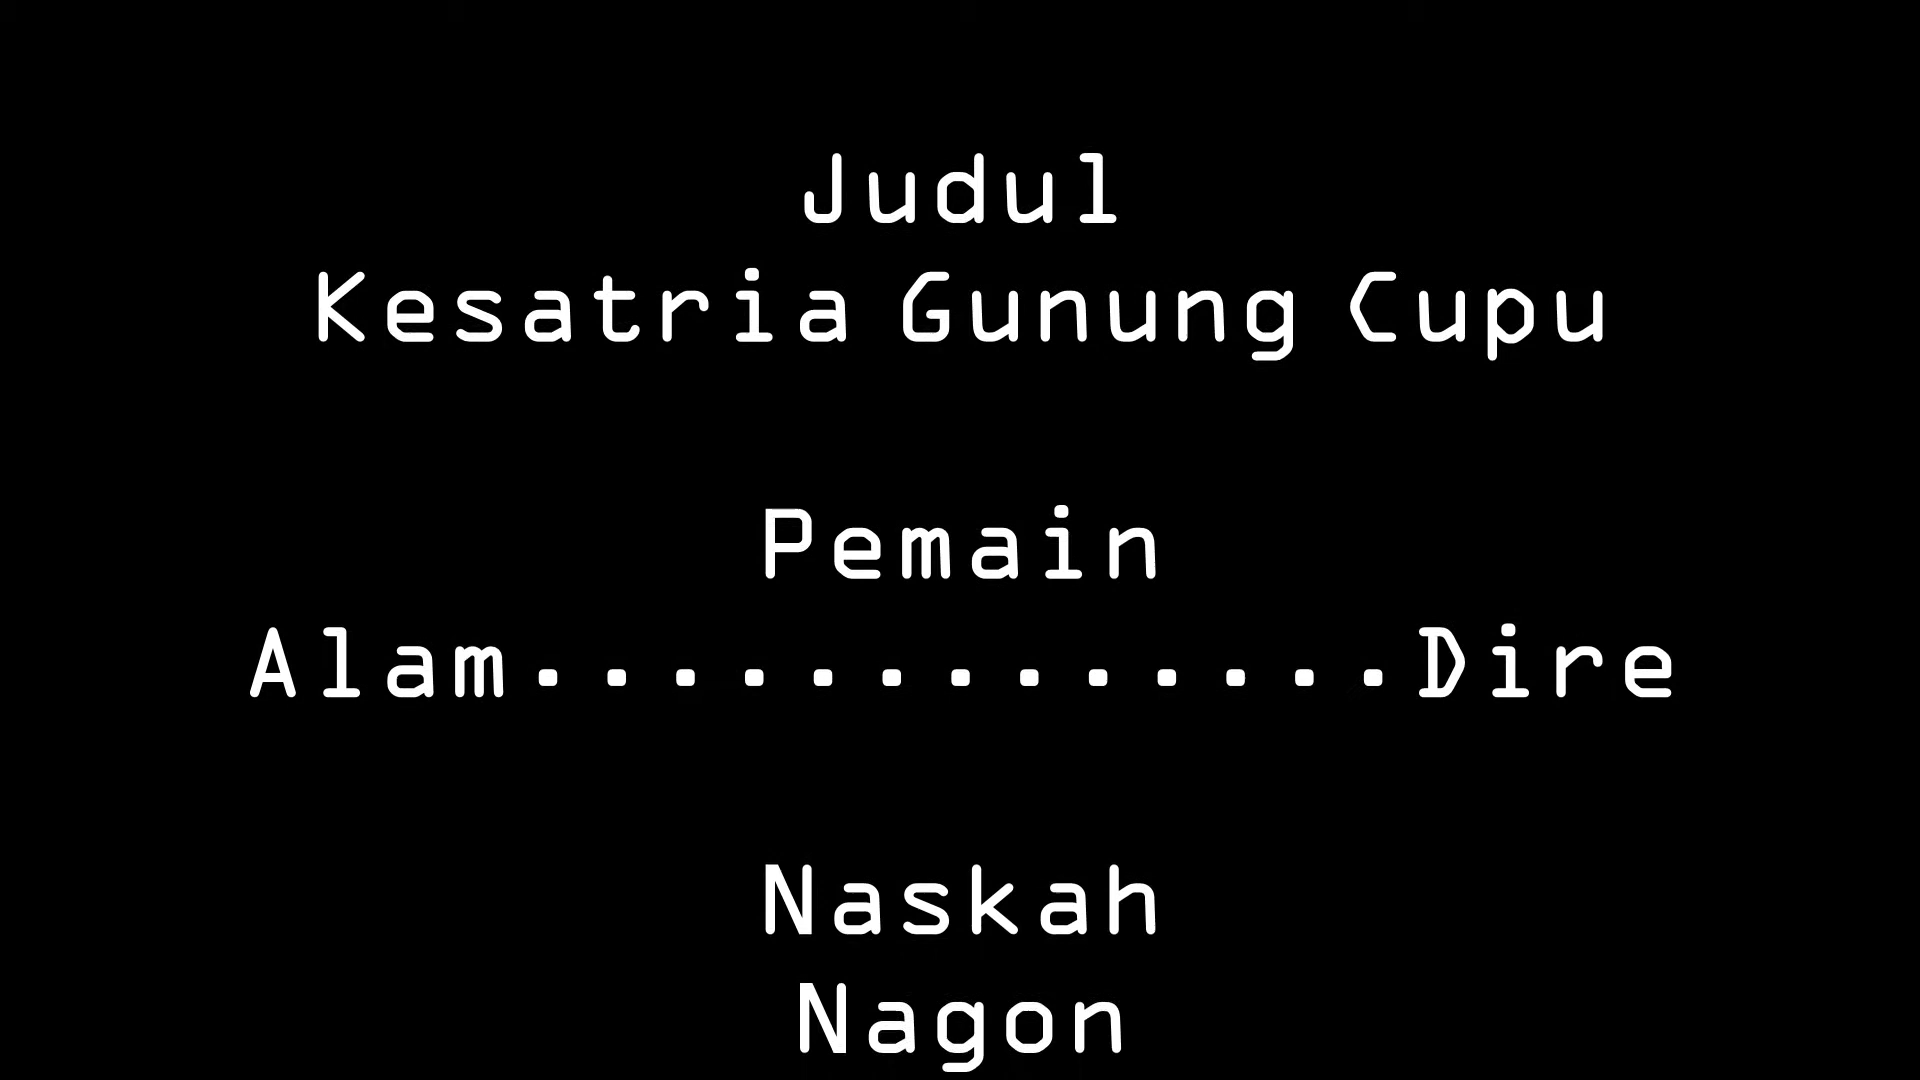 Judul
Kesatria Gunung Cupu
Pemain
Alam.............Dire
Naskah
Nagon